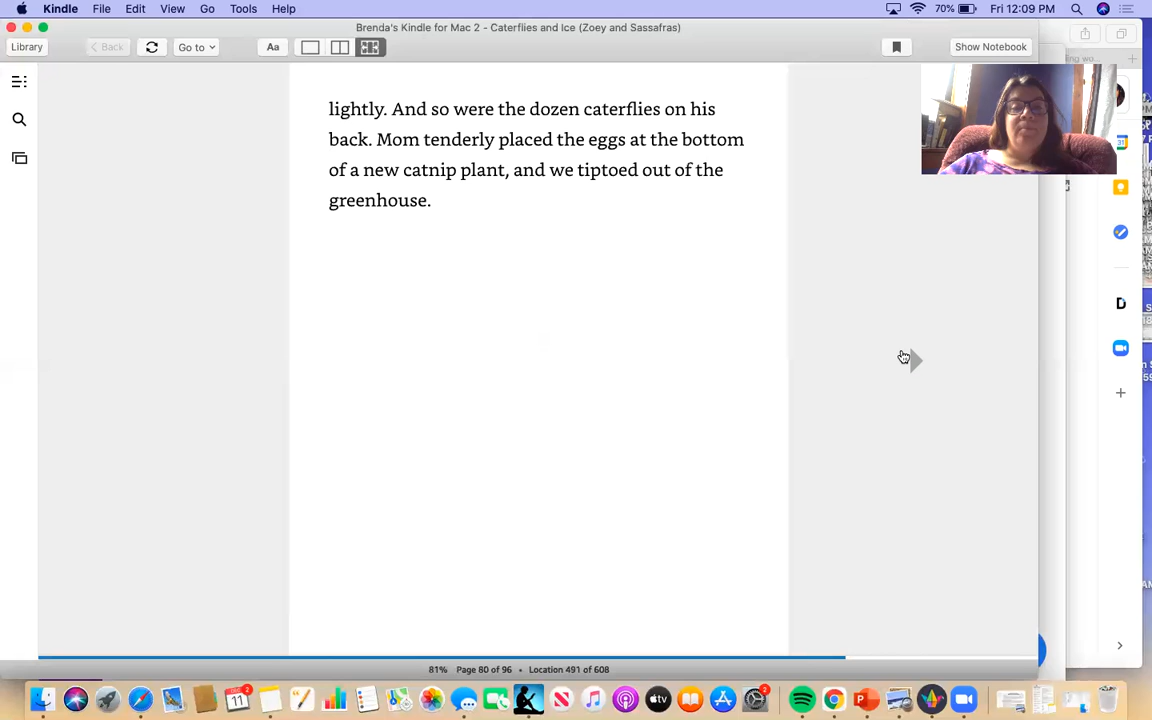 Kindle File Edit View Go Tools Help 70% Fri 12:09 PM
Brenda's Kindle for Mac 2 - Caterflies and Ice (Zoey and Sassafras)
Library Back Go to Aa Show Notebook
lightly. And so were the dozen caterflies on his
back. Mom tenderly placed the eggs at the bottom
of a new catnip plant, and we tiptoed out of the
greenhouse.
81% Page 80 of 96 • Location 491 of 608